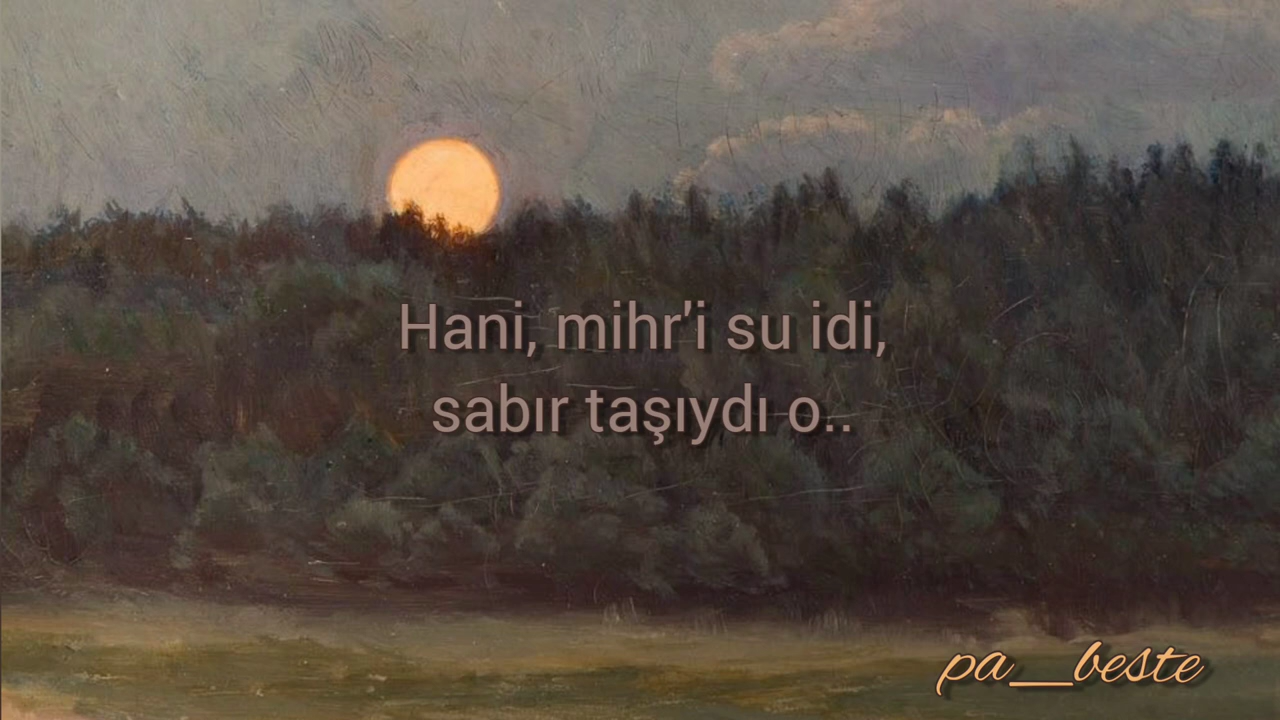 Hani, mihr'i su idi,
sabır taşıydı o..
pa__beste